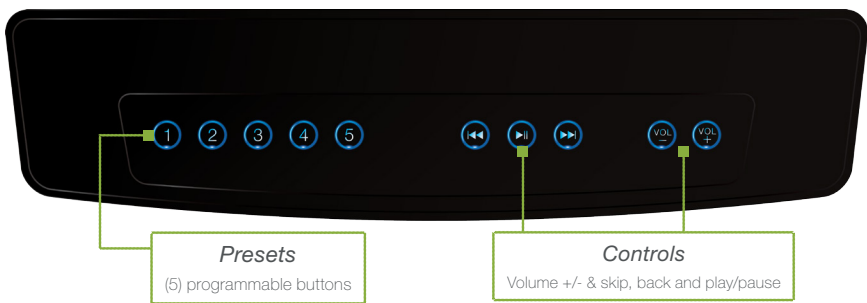 1 2 3 4 5 VOL - VOL +
Presets
(5) programmable buttons
Controls
Volume +/- & skip, back and play/pause